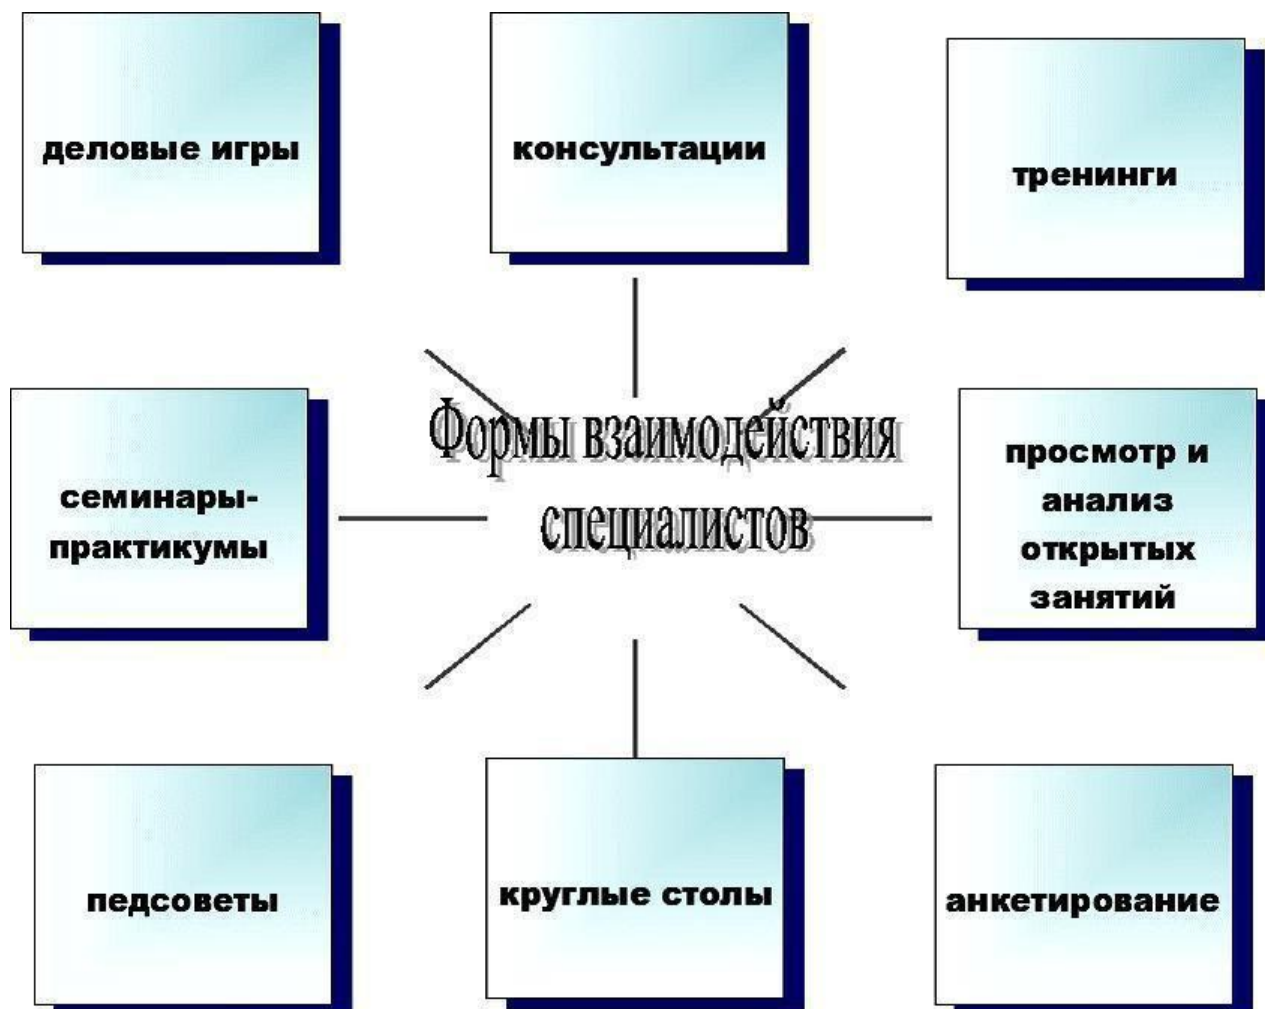 деловые игры
консультации
тренинги
Формы взаимодействия
специалистов
семинары-
практикумы
просмотр и
анализ
открытых
занятий
педсоветы
круглые столы
анкетирование